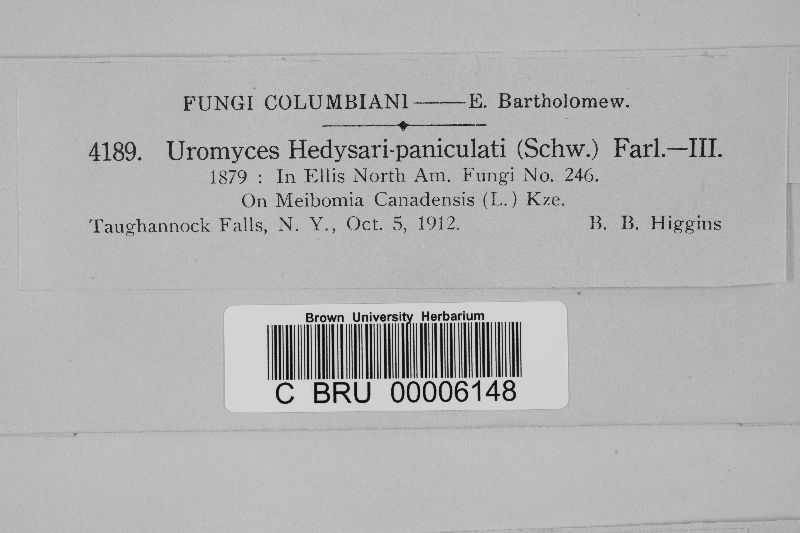 FUNGI COLUMBIANI——E. Bartholomew.
4189. Uromyces Hedysari-paniculati (Schw.) Farl.—III.
1879 : In Ellis North Am. Fungi No. 246.
On Meibomia Canadensis (L.) Kze.
Taughannock Falls, N. Y., Oct. 5, 1912. B. B. Higgins
Brown University Herbarium
C BRU 00006148